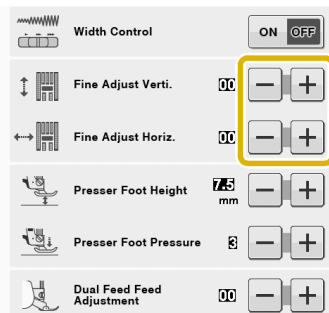 Width Control ON OFF
Fine Adjust Verti. 00 − +
Fine Adjust Horiz. 00 − +
Presser Foot Height 7.5 mm − +
Presser Foot Pressure 3 − +
Dual Feed Feed
Adjustment 00 − +